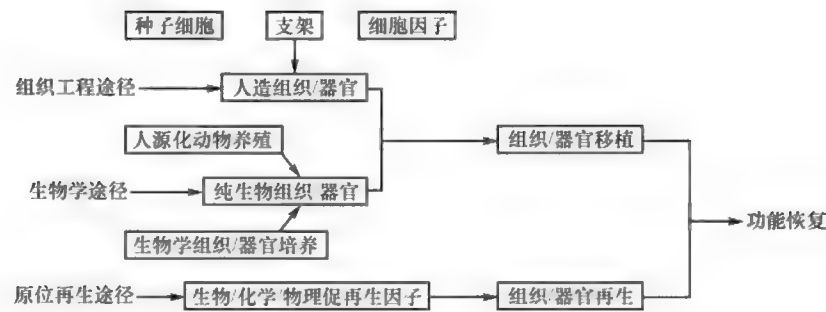 种子细胞 支架 细胞因子
组织工程途径 人造组织/器官
人源化动物养殖 组织/器官移植
生物学途径 纯生物组织 器官
功能恢复
生物学组织/器官培养
原位再生途径 生物/化学/物理促再生因子 组织/器官再生